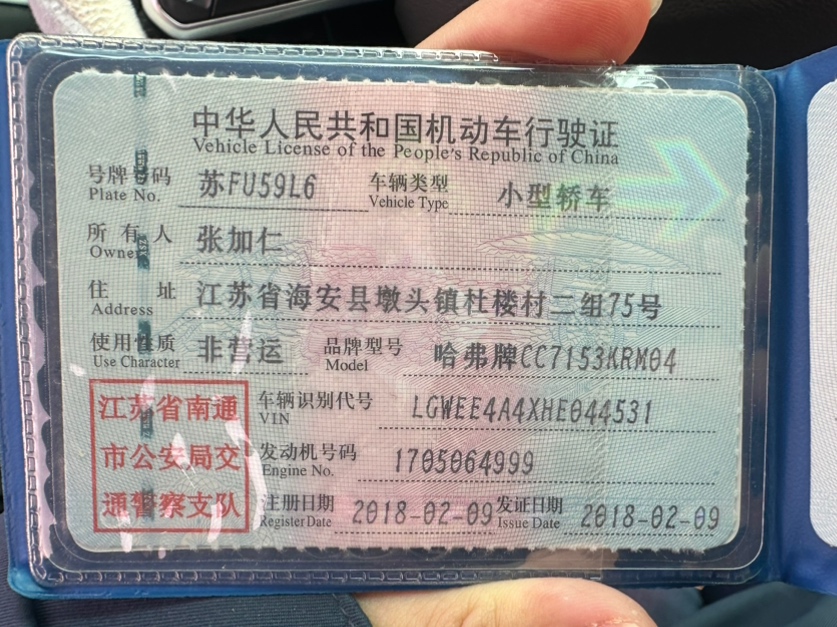 中华人民共和国机动车行驶证
Vehicle License of the People's Republic of China
号牌号码 苏FU59L6 车辆类型 小型轿车
Plate No. Vehicle Type
所有人 张加仁
Owner
住址 江苏省海安县墩头镇杜楼村二组75号
Address
使用性质 非营运 品牌型号 哈弗牌CC7153KRM04
Use Character Model
江苏省南通 车辆识别代号 LGWEE4A4XHE044531
VIN
市公安局交 发动机号码 1705064999
Engine No.
通警察支队 注册日期 2018-02-09 发证日期 2018-02-09
Register Date Issue Date